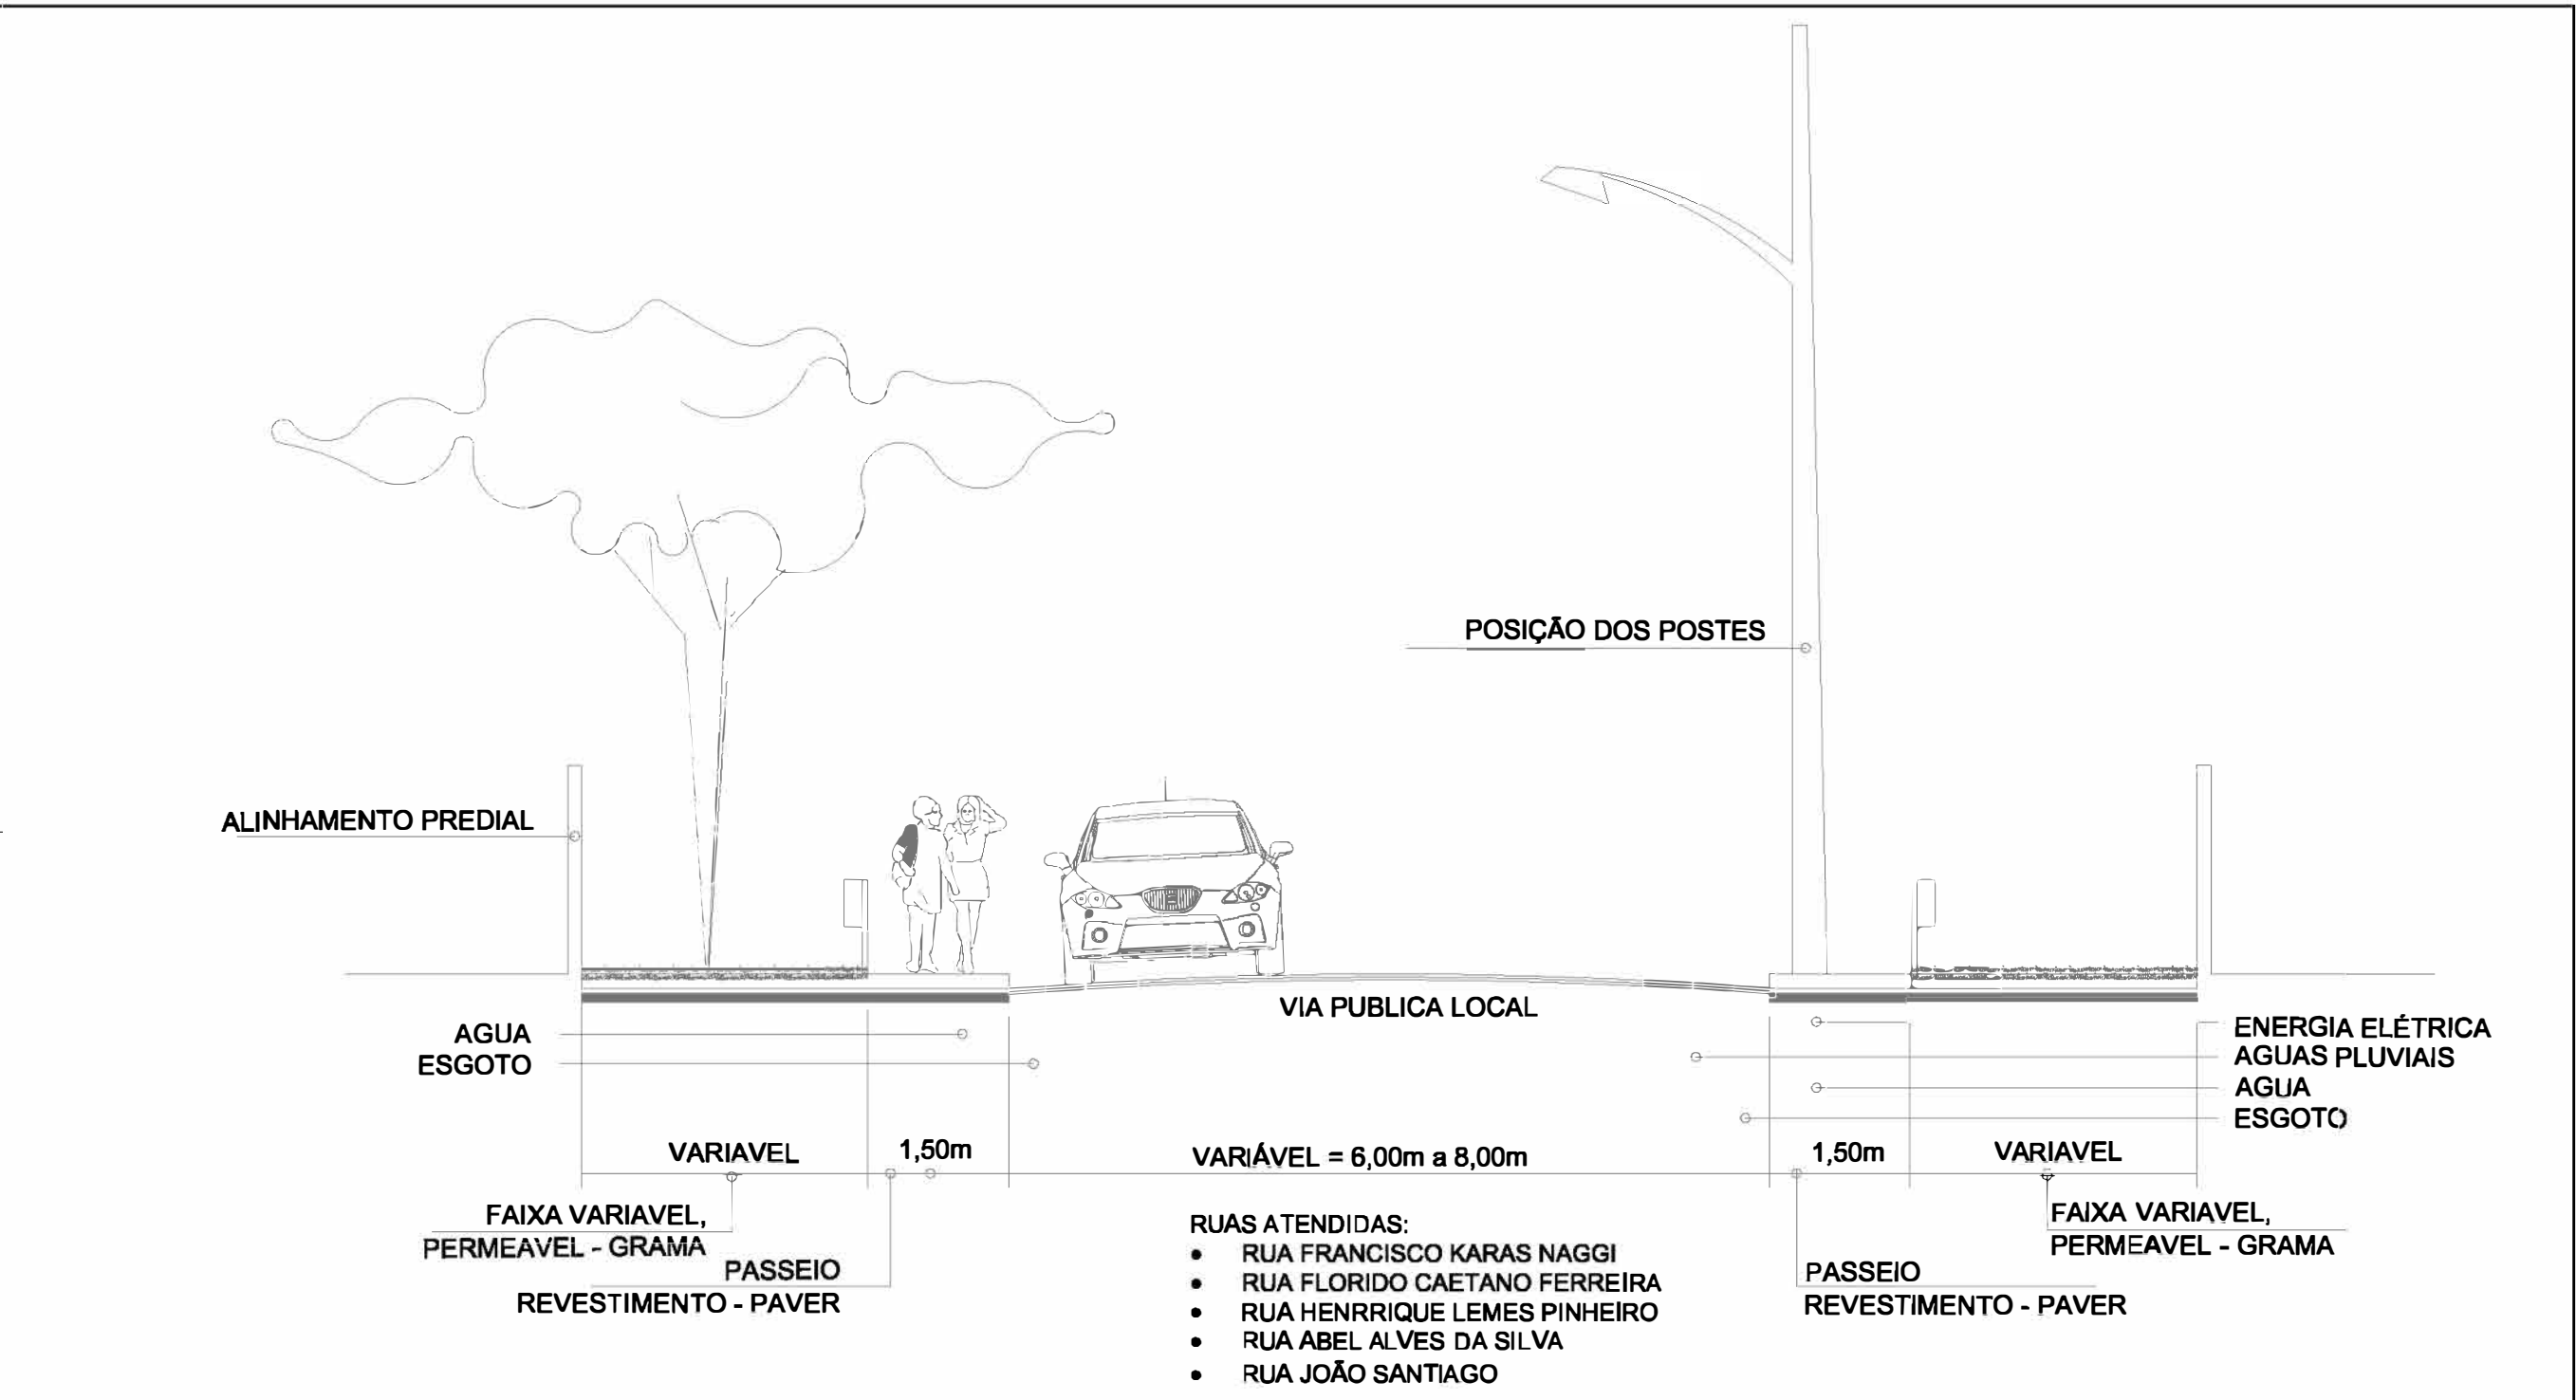 POSIÇÃO DOS POSTES
ALINHAMENTO PREDIAL
VIA PUBLICA LOCAL
AGUA
ESGOTO
ENERGIA ELÉTRICA
AGUAS PLUVIAIS
AGUA
ESGOTO
VARIAVEL
1,50m
VARIÁVEL = 6,00m a 8,00m
1,50m
VARIAVEL
FAIXA VARIAVEL,
PERMEAVEL - GRAMA
PASSEIO
REVESTIMENTO - PAVER
RUAS ATENDIDAS:
• RUA FRANCISCO KARAS NAGGI
• RUA FLORIDO CAETANO FERREIRA
• RUA HENRRIQUE LEMES PINHEIRO
• RUA ABEL ALVES DA SILVA
• RUA JOÃO SANTIAGO
FAIXA VARIAVEL,
PERMEAVEL - GRAMA
PASSEIO
REVESTIMENTO - PAVER